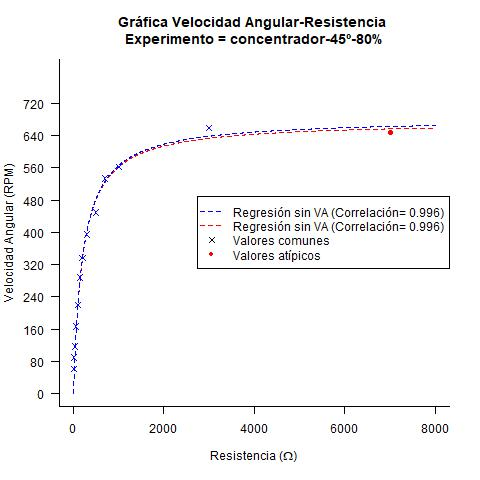 Gráfica Velocidad Angular-Resistencia
Experimento = concentrador-45º-80%
Velocidad Angular (RPM)
720
640
560
480
400
320
240
160
80
0
Regresión sin VA (Correlación= 0.996)
Regresión sin VA (Correlación= 0.996)
Valores comunes
Valores atípicos
0 2000 4000 6000 8000
Resistencia (Ω)